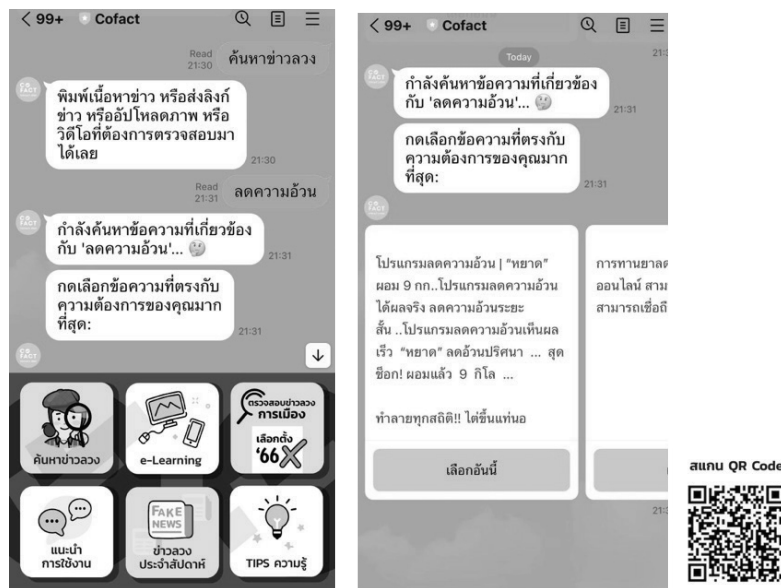 < 99+ Cofact
Read
21:30
ค้นหาข่าวลวง
พิมพ์เนื้อหาข่าว หรือส่งลิงก์
ข่าว หรืออัปโหลดภาพ หรือ
วิดีโอที่ต้องการตรวจสอบมา
ได้เลย
21:30
Read
21:31
ลดความอ้วน
กำลังค้นหาข้อความที่เกี่ยวข้อง
กับ 'ลดความอ้วน'... 🤔
21:31
กดเลือกข้อความที่ตรงกับ
ความต้องการของคุณมาก
ที่สุด:
21:31
ค้นหาข่าวลวง
e-Learning
ตรวจสอบข่าวลวง
การเมือง
เลือกตั้ง
'66
แนะนำ
การใช้งาน
FAKE
NEWS
ข่าวลวง
ประจำสัปดาห์
TIPS ความรู้
< 99+ Cofact
Today
กำลังค้นหาข้อความที่เกี่ยวข้อง
กับ 'ลดความอ้วน'... 🤔
21:31
กดเลือกข้อความที่ตรงกับ
ความต้องการของคุณมาก
ที่สุด:
21:31
โปรแกรมลดความอ้วน | "หยาด"
ผอม 9 กก..โปรแกรมลดความอ้วน
ได้ผลจริง ลดความอ้วนระยะ
สั้น ..โปรแกรมลดความอ้วนเห็นผล
เร็ว "หยาด" ลดอ้วนปริศนา ... สุด
ช็อก! ผอมแล้ว 9 กิโล ...
ทำลายทุกสถิติ!! ไต่ขึ้นแท่นอ
เลือกอันนี้
การทานยาลด
ออนไลน์ สาม
สามารถเชื่อถื
สแกน QR Code